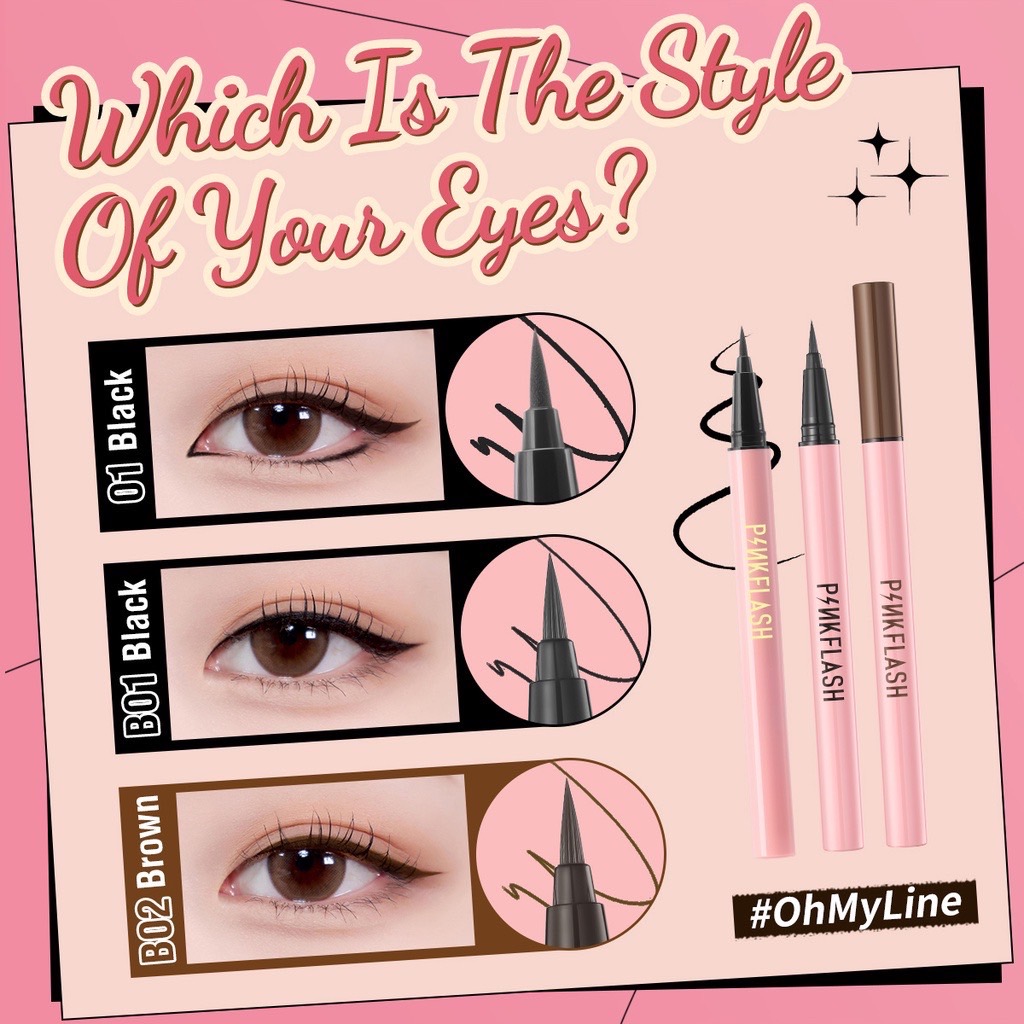 Which Is The Style
Of Your Eyes?
01 Black
B01 Black
B02 Brown
PINKFLASH
PINKFLASH
PINKFLASH
#OhMyLine